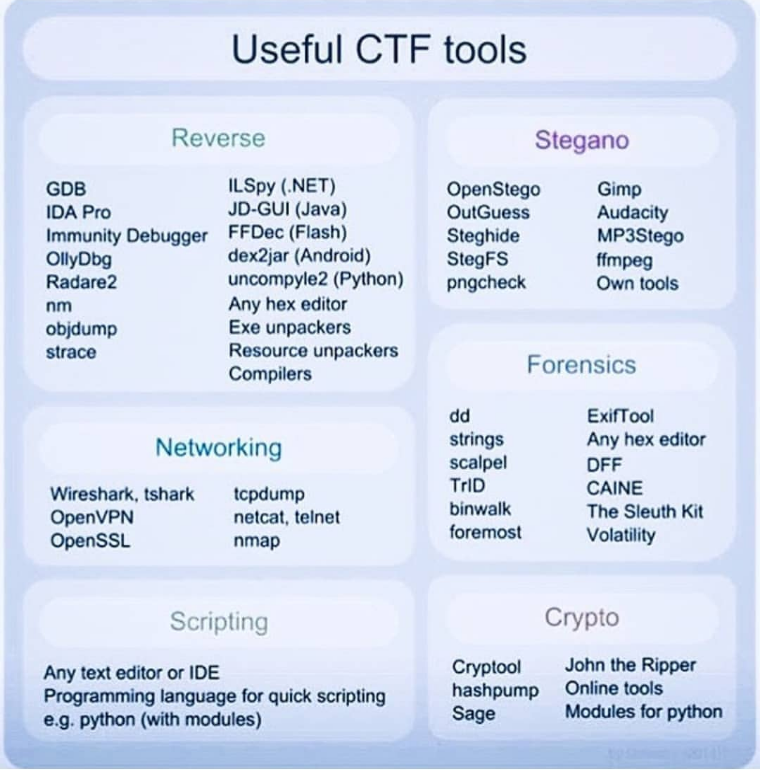 Useful CTF tools
Reverse
GDB
IDA Pro
Immunity Debugger
OllyDbg
Radare2
nm
objdump
strace
ILSpy (.NET)
JD-GUI (Java)
FFDec (Flash)
dex2jar (Android)
uncompyle2 (Python)
Any hex editor
Exe unpackers
Resource unpackers
Compilers
Stegano
OpenStego
OutGuess
Steghide
StegFS
pngcheck
Gimp
Audacity
MP3Stego
ffmpeg
Own tools
Networking
Wireshark, tshark
OpenVPN
OpenSSL
tcpdump
netcat, telnet
nmap
Forensics
dd
strings
scalpel
TrID
binwalk
foremost
ExifTool
Any hex editor
DFF
CAINE
The Sleuth Kit
Volatility
Scripting
Any text editor or IDE
Programming language for quick scripting
e.g. python (with modules)
Crypto
Cryptool
hashpump
Sage
John the Ripper
Online tools
Modules for python